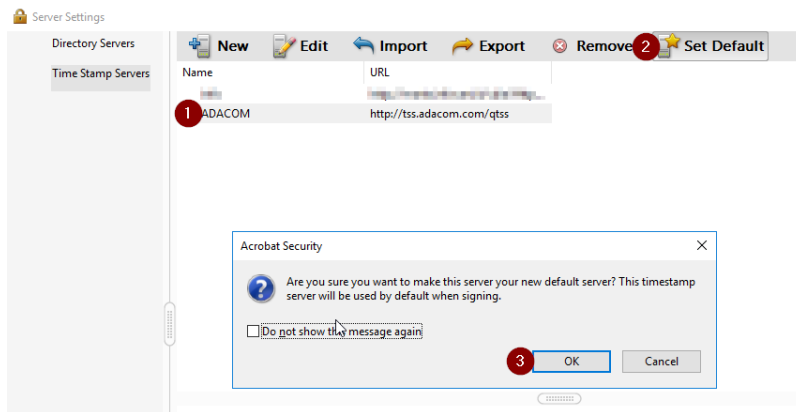 Server Settings
Directory Servers
Time Stamp Servers
New Edit Import Export Remove 2 Set Default
Name URL
1 ADACOM http://tss.adacom.com/qtss
Acrobat Security
Are you sure you want to make this server your new default server? This timestamp
server will be used by default when signing.
Do not show this message again
3 OK Cancel